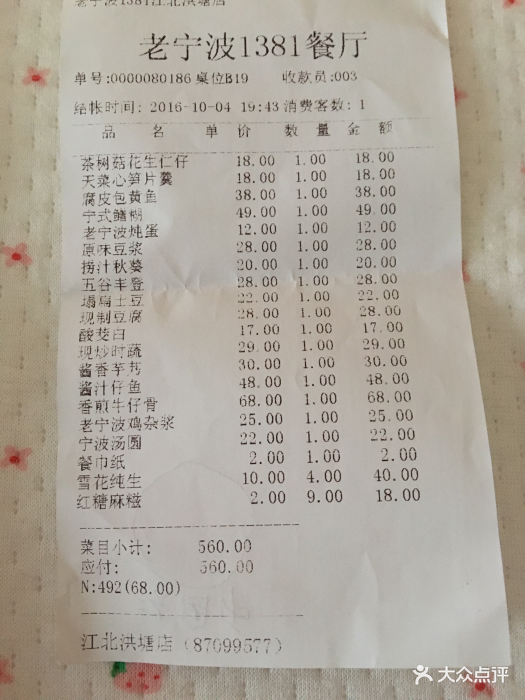 老宁波1381江北洪塘店
老宁波1381餐厅
单号:0000080186 桌位B19 收款员:003
结帐时间: 2016-10-04 19:43 消费客数: 1
品 名 单 价 数 量 金 额
茶树菇花生仁仔 18.00 1.00 18.00
天菜心笋片羹 18.00 1.00 18.00
腐皮包黄鱼 38.00 1.00 38.00
宁式鳝糊 49.00 1.00 49.00
老宁波炖蛋 12.00 1.00 12.00
原味豆浆 28.00 1.00 28.00
捞汁秋葵 20.00 1.00 20.00
五谷丰登 28.00 1.00 28.00
塌塌土豆 22.00 1.00 22.00
现制豆腐 28.00 1.00 28.00
酸茭白 17.00 1.00 17.00
现炒时蔬 29.00 1.00 29.00
酱香芋艿 30.00 1.00 30.00
酱汁仔鱼 48.00 1.00 48.00
香煎牛仔骨 68.00 1.00 68.00
老宁波鸡杂浆 25.00 1.00 25.00
宁波汤圆 22.00 1.00 22.00
餐巾纸 2.00 1.00 2.00
雪花纯生 10.00 4.00 40.00
红糖麻糍 2.00 9.00 18.00
菜目小计: 560.00
应付: 560.00
N:492(68.00)
江北洪塘店 (87099577)
大众点评